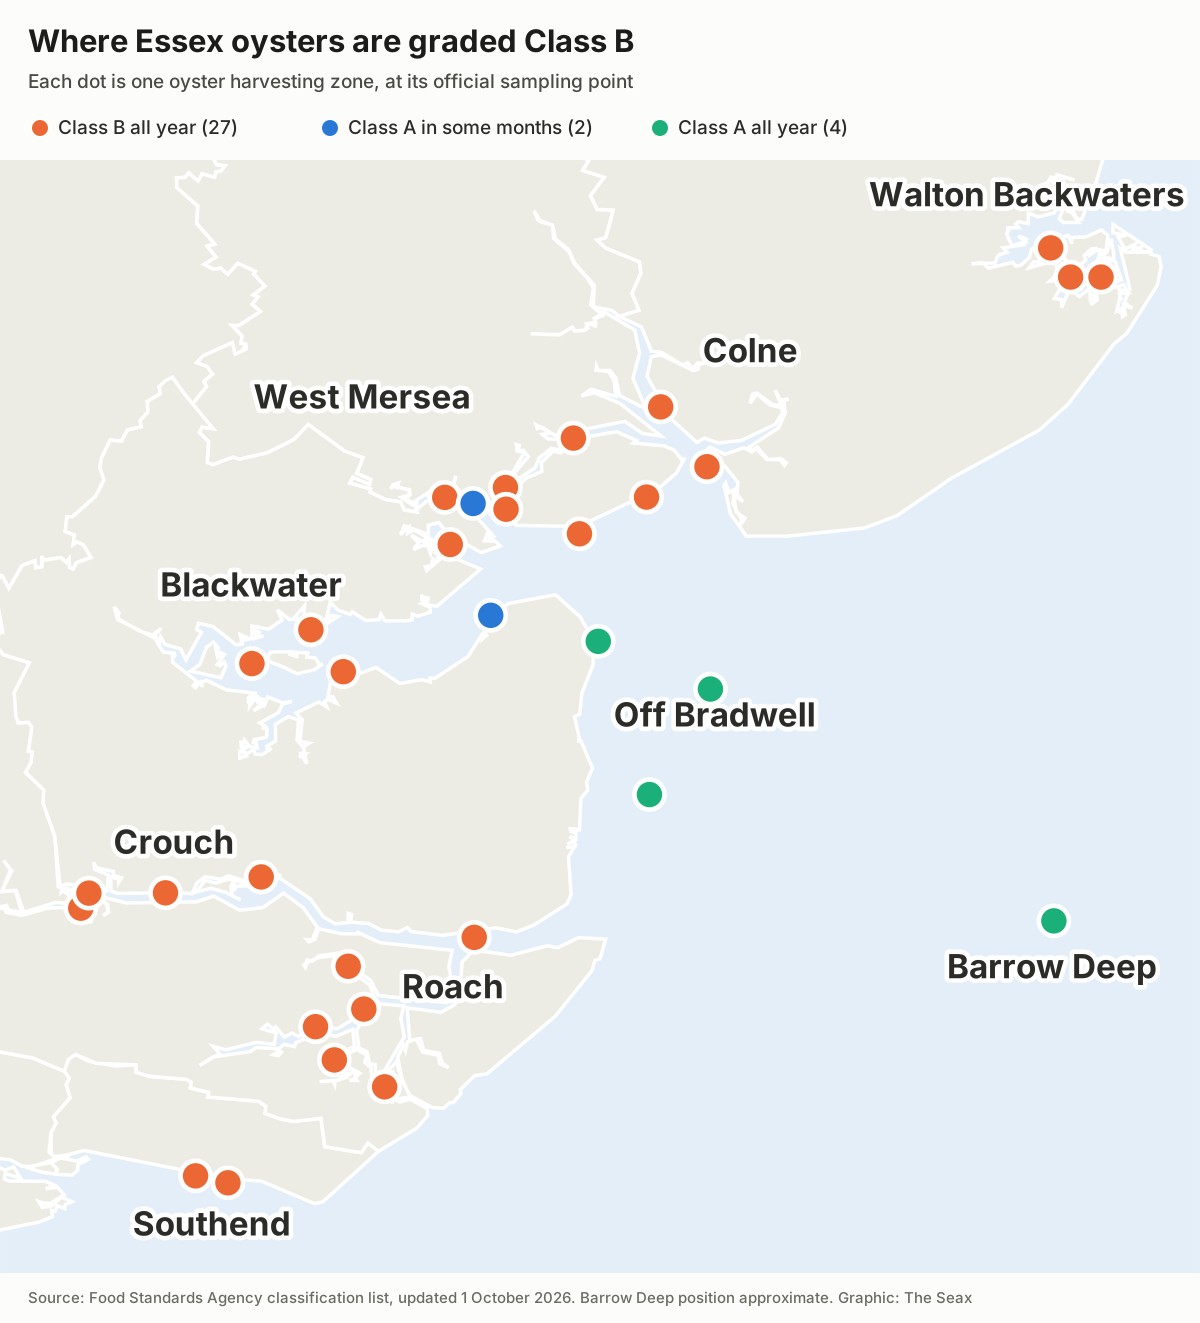 Where Essex oysters are graded Class B
Each dot is one oyster harvesting zone, at its official sampling point
Class B all year (27)
Class A in some months (2)
Class A all year (4)
Walton Backwaters
Colne
West Mersea
Blackwater
Off Bradwell
Crouch
Barrow Deep
Roach
Southend
Source: Food Standards Agency classification list, updated 1 October 2026. Barrow Deep position approximate. Graphic: The Seax